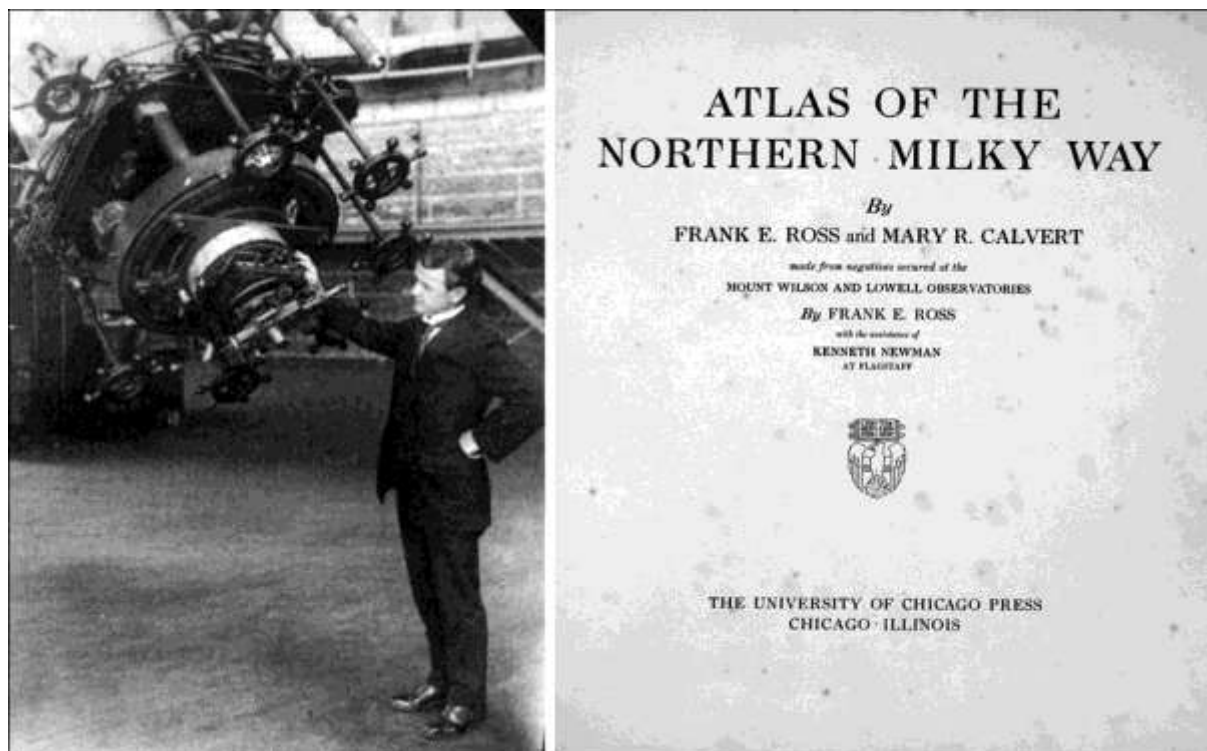 ATLAS OF THE
NORTHERN MILKY WAY
By
FRANK E. ROSS and MARY R. CALVERT
made from negatives secured at the
MOUNT WILSON AND LOWELL OBSERVATORIES
By FRANK E. ROSS
with the assistance of
KENNETH NEWMAN
AT FLAGSTAFF
THE UNIVERSITY OF CHICAGO PRESS
CHICAGO · ILLINOIS